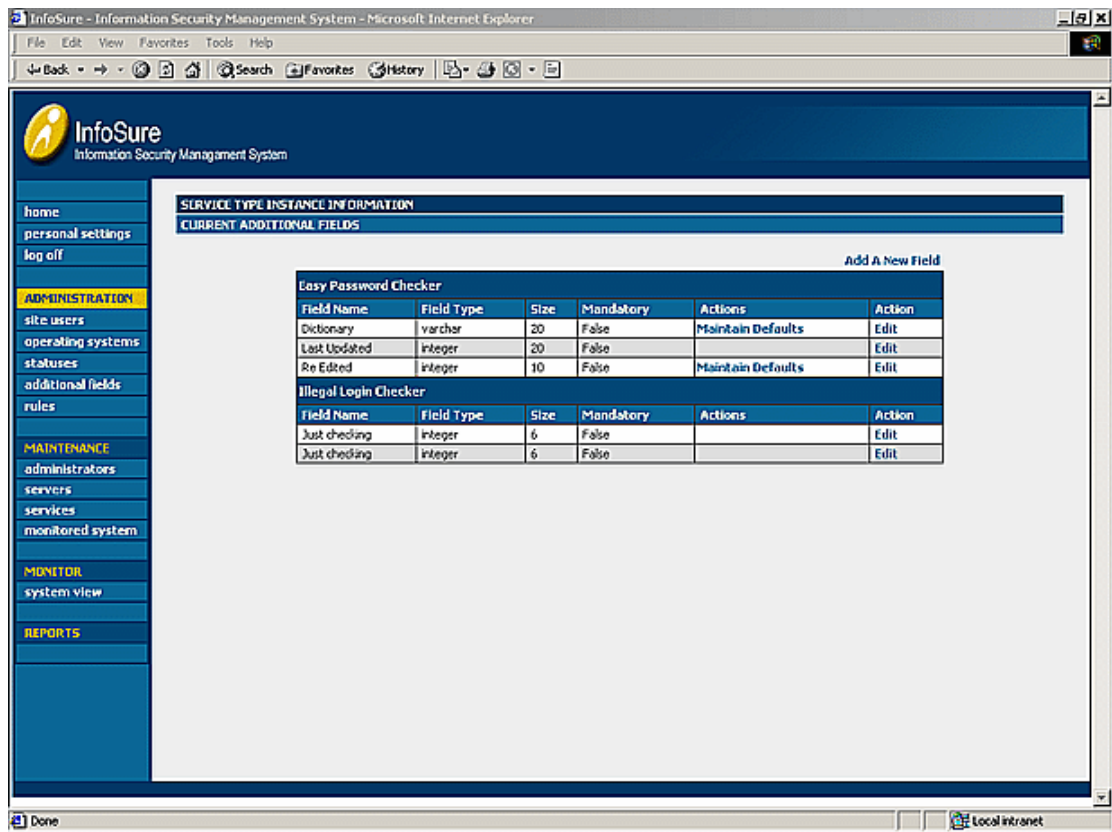 InfoSure - Information Security Management System - Microsoft Internet Explorer
File Edit View Favorites Tools Help
Back Search Favorites History
InfoSure
Information Security Management System
home
personal settings
log off
ADMINISTRATION
site users
operating systems
statuses
additional fields
rules
MAINTENANCE
administrators
servers
services
monitored system
MONITOR
system view
REPORTS
SERVICE TYPE INSTANCE INFORMATION
CURRENT ADDITIONAL FIELDS
Add A New Field
Easy Password Checker
Field Name Field Type Size Mandatory Actions Action
Dictionary varchar 20 False Maintain Defaults Edit
Last Updated integer 20 False Edit
Re Edited integer 10 False Maintain Defaults Edit
Illegal Login Checker
Field Name Field Type Size Mandatory Actions Action
Just checking integer 6 False Edit
Just checking integer 6 False Edit
Done Local intranet